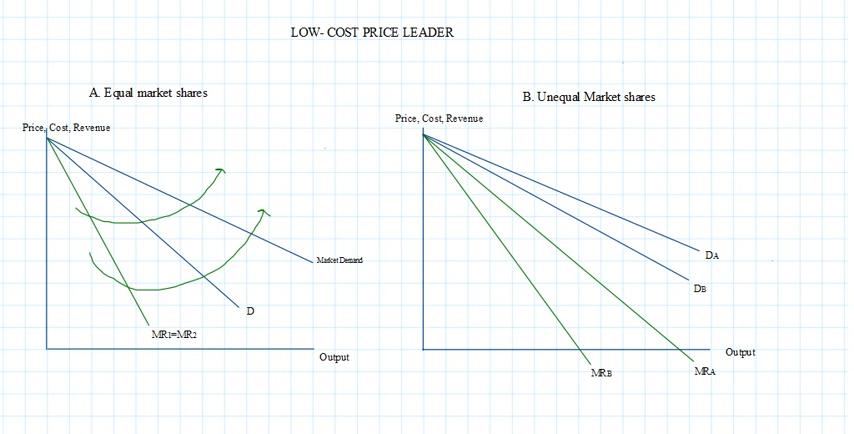 LOW- COST PRICE LEADER
A. Equal market shares
Price, Cost, Revenue
Market Demand
D
MR1=MR2
Output
B. Unequal Market shares
Price, Cost, Revenue
DA
DB
Output
MRB
MRA